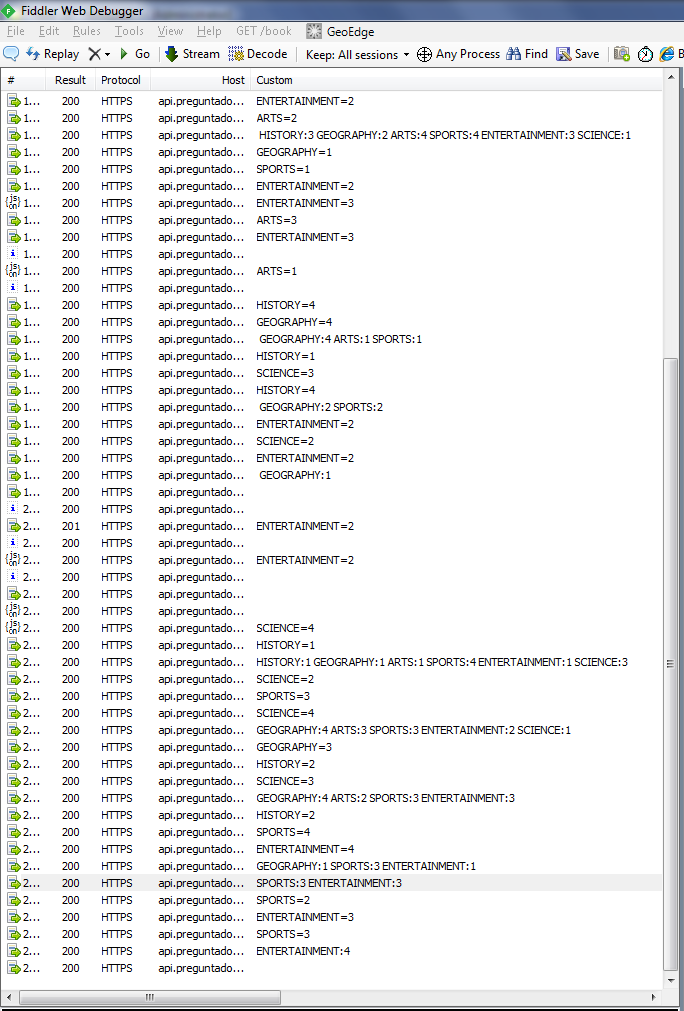 Fiddler Web Debugger
File Edit Rules Tools View Help GET /book GeoEdge
Replay Go Stream Decode Keep: All sessions Any Process Find Save B
# Result Protocol Host Custom
1... 200 HTTPS api.preguntado... ENTERTAINMENT=2
1... 200 HTTPS api.preguntado... ARTS=2
1... 200 HTTPS api.preguntado... HISTORY:3 GEOGRAPHY:2 ARTS:4 SPORTS:4 ENTERTAINMENT:3 SCIENCE:1
1... 200 HTTPS api.preguntado... GEOGRAPHY=1
1... 200 HTTPS api.preguntado... SPORTS=1
1... 200 HTTPS api.preguntado... ENTERTAINMENT=2
{js on} 1... 200 HTTPS api.preguntado... ENTERTAINMENT=3
1... 200 HTTPS api.preguntado... ARTS=3
1... 200 HTTPS api.preguntado... ENTERTAINMENT=3
i 1... 200 HTTPS api.preguntado...
{js on} 1... 200 HTTPS api.preguntado... ARTS=1
i 1... 200 HTTPS api.preguntado...
1... 200 HTTPS api.preguntado... HISTORY=4
1... 200 HTTPS api.preguntado... GEOGRAPHY=4
1... 200 HTTPS api.preguntado... GEOGRAPHY:4 ARTS:1 SPORTS:1
1... 200 HTTPS api.preguntado... HISTORY=1
1... 200 HTTPS api.preguntado... SCIENCE=3
1... 200 HTTPS api.preguntado... HISTORY=4
1... 200 HTTPS api.preguntado... GEOGRAPHY:2 SPORTS:2
1... 200 HTTPS api.preguntado... ENTERTAINMENT=2
1... 200 HTTPS api.preguntado... SCIENCE=2
1... 200 HTTPS api.preguntado... ENTERTAINMENT=2
1... 200 HTTPS api.preguntado... GEOGRAPHY:1
1... 200 HTTPS api.preguntado...
i 2... 200 HTTPS api.preguntado...
2... 201 HTTPS api.preguntado... ENTERTAINMENT=2
i 2... 200 HTTPS api.preguntado...
{js on} 2... 200 HTTPS api.preguntado... ENTERTAINMENT=2
i 2... 200 HTTPS api.preguntado...
2... 200 HTTPS api.preguntado...
{js on} 2... 200 HTTPS api.preguntado...
{js on} 2... 200 HTTPS api.preguntado... SCIENCE=4
2... 200 HTTPS api.preguntado... HISTORY=1
2... 200 HTTPS api.preguntado... HISTORY:1 GEOGRAPHY:1 ARTS:1 SPORTS:4 ENTERTAINMENT:1 SCIENCE:3
2... 200 HTTPS api.preguntado... SCIENCE=2
2... 200 HTTPS api.preguntado... SPORTS=3
2... 200 HTTPS api.preguntado... SCIENCE=4
2... 200 HTTPS api.preguntado... GEOGRAPHY:4 ARTS:3 SPORTS:3 ENTERTAINMENT:2 SCIENCE:1
2... 200 HTTPS api.preguntado... GEOGRAPHY=3
2... 200 HTTPS api.preguntado... HISTORY=2
2... 200 HTTPS api.preguntado... SCIENCE=3
2... 200 HTTPS api.preguntado... GEOGRAPHY:4 ARTS:2 SPORTS:3 ENTERTAINMENT:3
2... 200 HTTPS api.preguntado... HISTORY=2
2... 200 HTTPS api.preguntado... SPORTS=4
2... 200 HTTPS api.preguntado... ENTERTAINMENT=4
2... 200 HTTPS api.preguntado... GEOGRAPHY:1 SPORTS:3 ENTERTAINMENT:1
2... 200 HTTPS api.preguntado... SPORTS:3 ENTERTAINMENT:3
2... 200 HTTPS api.preguntado... SPORTS=2
2... 200 HTTPS api.preguntado... ENTERTAINMENT=3
2... 200 HTTPS api.preguntado... SPORTS=3
2... 200 HTTPS api.preguntado... ENTERTAINMENT:4
2... 200 HTTPS api.preguntado...